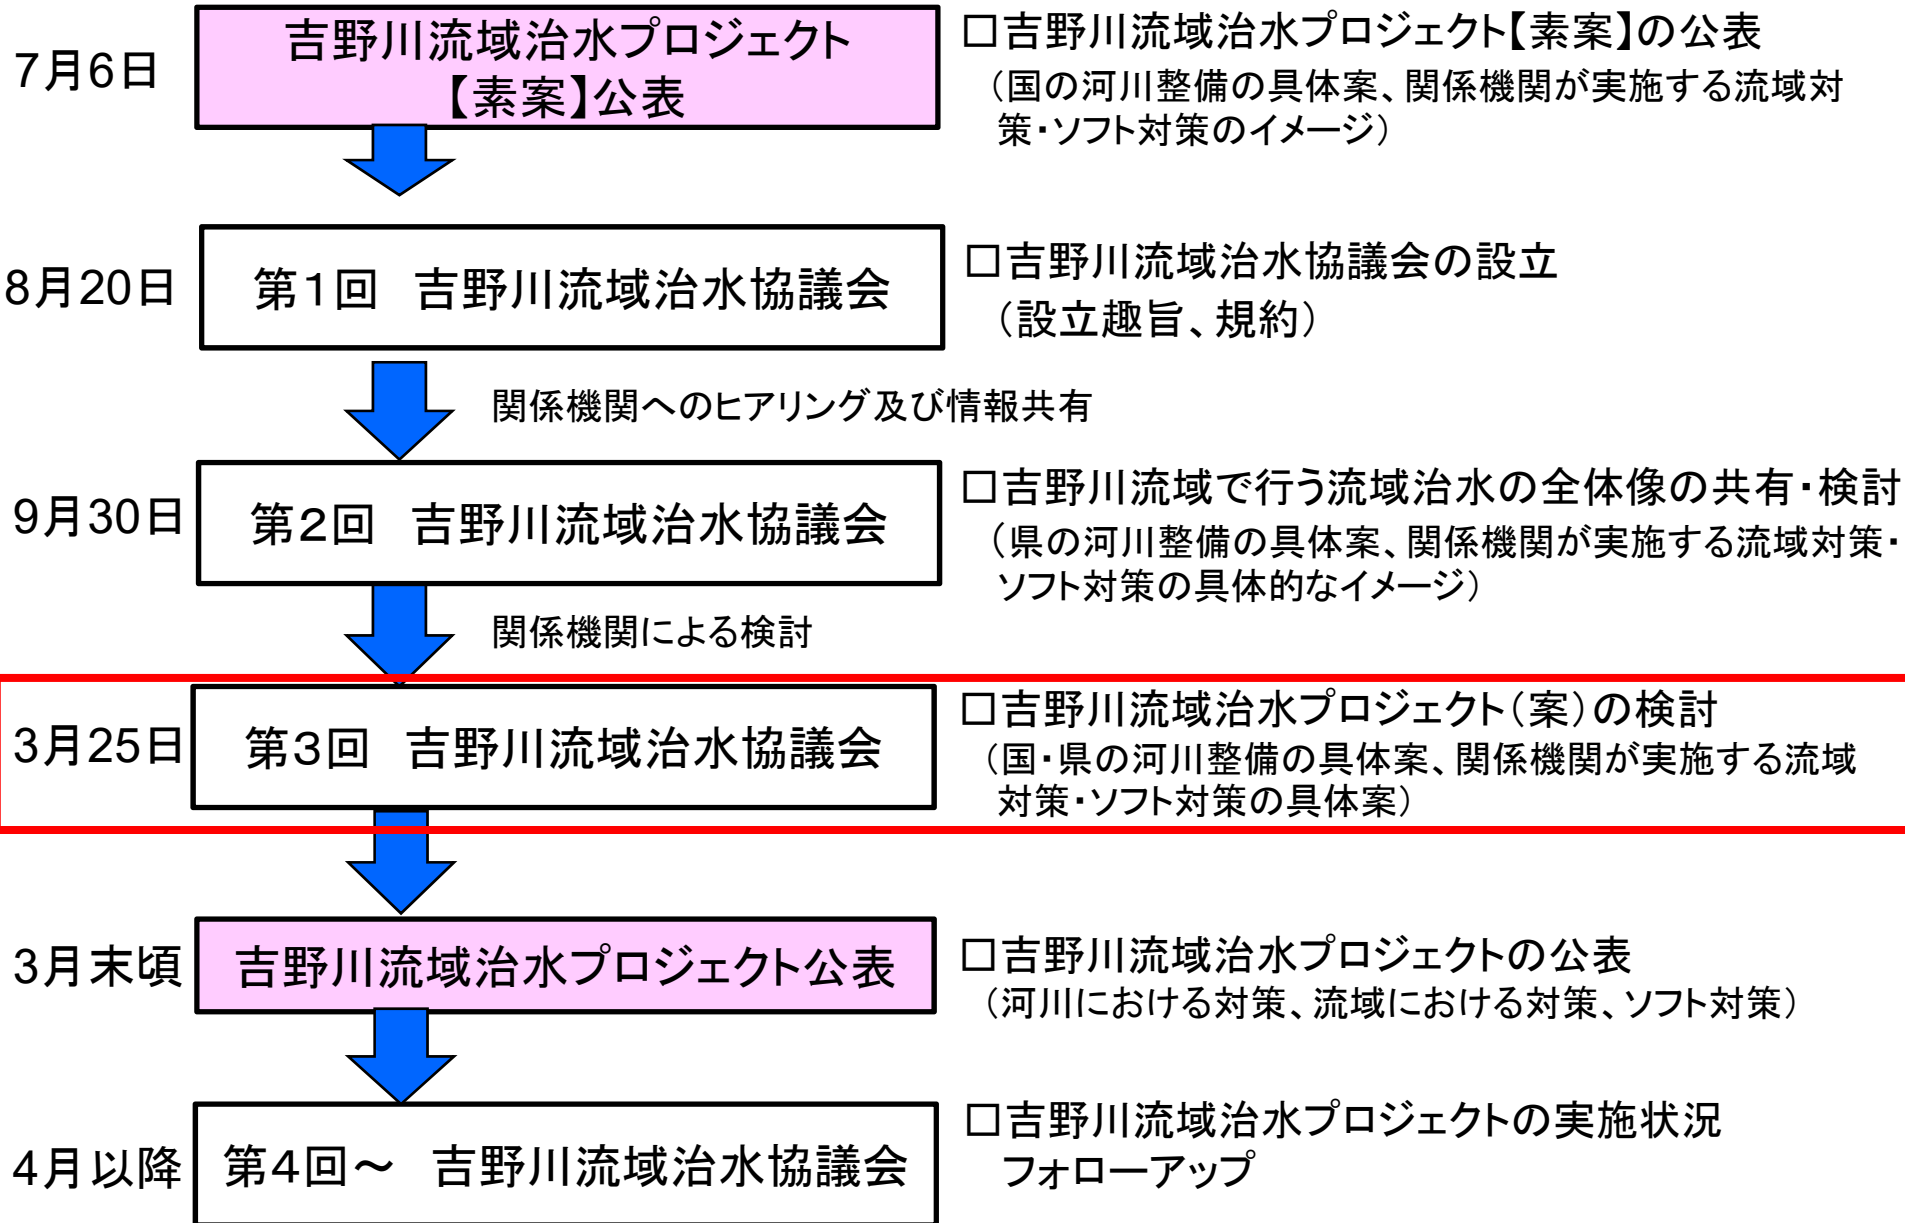 7月6日
吉野川流域治水プロジェクト
【素案】公表
□吉野川流域治水プロジェクト【素案】の公表
（国の河川整備の具体案、関係機関が実施する流域対
策・ソフト対策のイメージ）
8月20日
第１回　吉野川流域治水協議会
□吉野川流域治水協議会の設立
（設立趣旨、規約）
関係機関へのヒアリング及び情報共有
9月30日
第２回　吉野川流域治水協議会
□吉野川流域で行う流域治水の全体像の共有・検討
（県の河川整備の具体案、関係機関が実施する流域対策・
ソフト対策の具体的なイメージ）
関係機関による検討
3月25日
第３回　吉野川流域治水協議会
□吉野川流域治水プロジェクト（案）の検討
（国・県の河川整備の具体案、関係機関が実施する流域
対策・ソフト対策の具体案）
3月末頃
吉野川流域治水プロジェクト公表
□吉野川流域治水プロジェクトの公表
（河川における対策、流域における対策、ソフト対策）
4月以降
第４回～　吉野川流域治水協議会
□吉野川流域治水プロジェクトの実施状況
フォローアップ